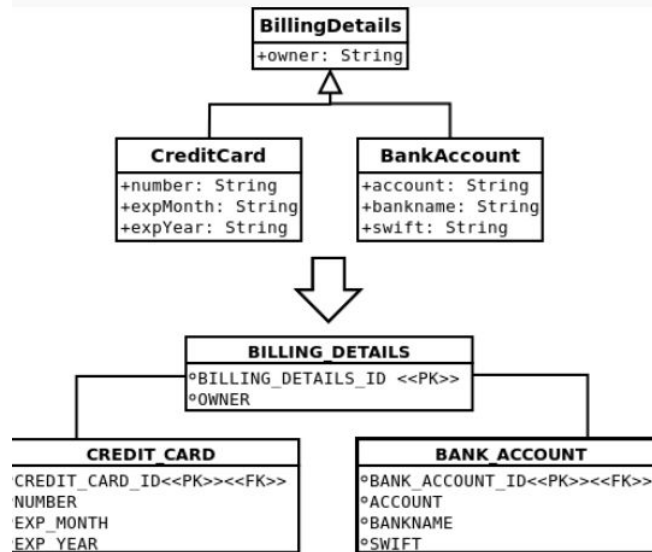 BillingDetails
+owner: String
CreditCard
+number: String
+expMonth: String
+expYear: String
BankAccount
+account: String
+bankname: String
+swift: String
BILLING_DETAILS
BILLING_DETAILS_ID <<PK>>
OWNER
CREDIT_CARD
CREDIT_CARD_ID<<PK>><<FK>>
NUMBER
EXP_MONTH
EXP_YEAR
BANK_ACCOUNT
BANK_ACCOUNT_ID<<PK>><<FK>>
ACCOUNT
BANKNAME
SWIFT